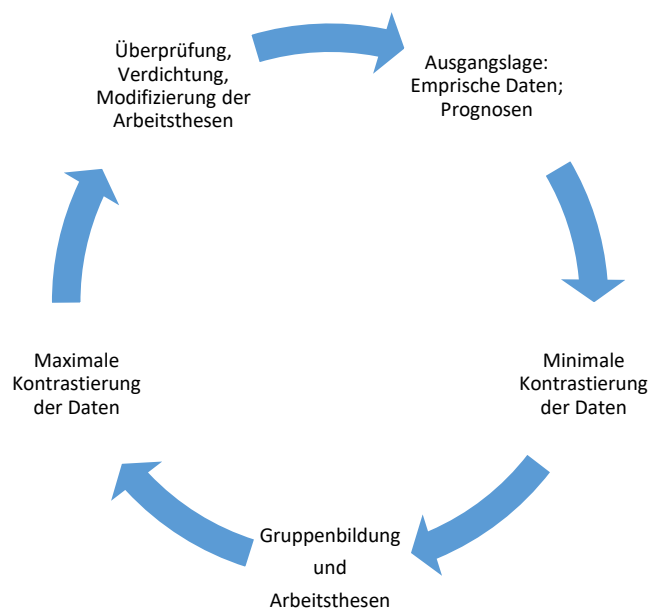 Überprüfung,
Verdichtung,
Modifizierung der
Arbeitsthesen
Ausgangslage:
Emprische Daten;
Prognosen
Minimale
Kontrastierung
der Daten
Gruppenbildung
und
Arbeitsthesen
Maximale
Kontrastierung
der Daten